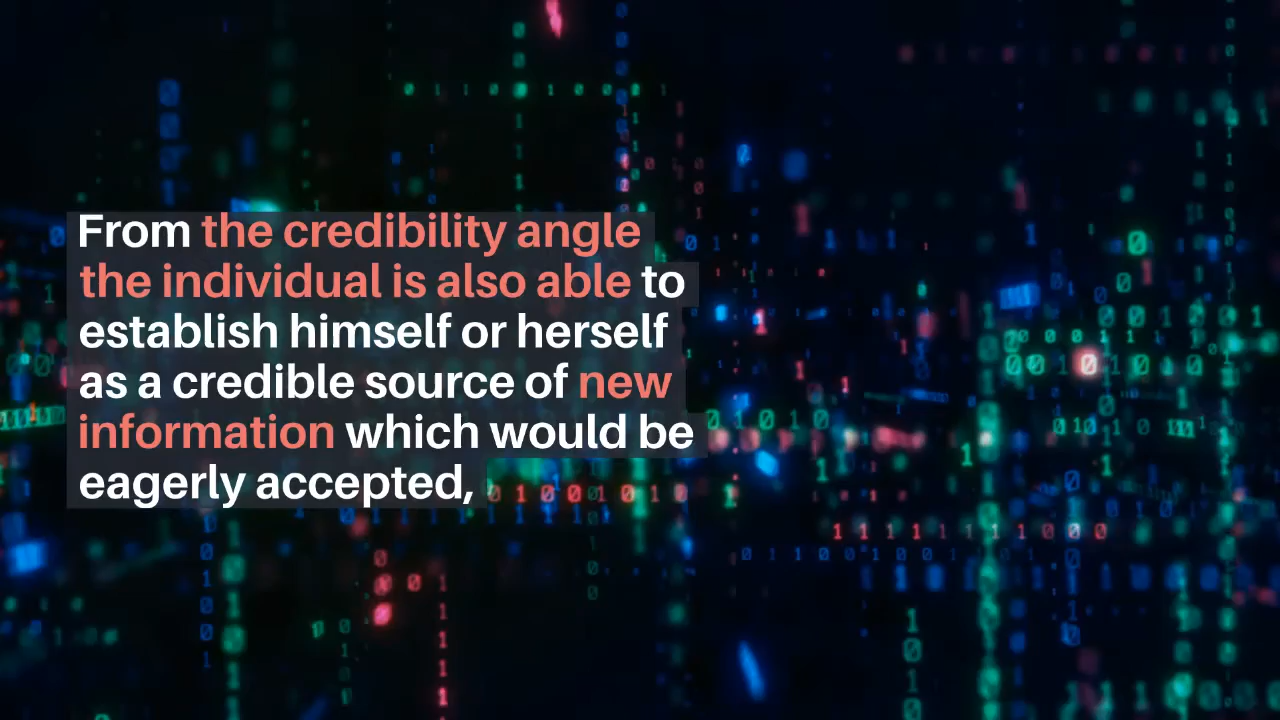 From the credibility angle
the individual is also able to
establish himself or herself
as a credible source of new
information which would be
eagerly accepted,